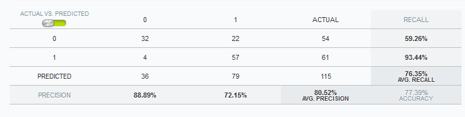 ACTUAL VS. PREDICTED 0 1 ACTUAL RECALL
0 32 22 54 59.26%
1 4 57 61 93.44%
PREDICTED 36 79 115 76.35%
AVG. RECALL
PRECISION 88.89% 72.15% 80.52% 77.39%
AVG. PRECISION ACCURACY